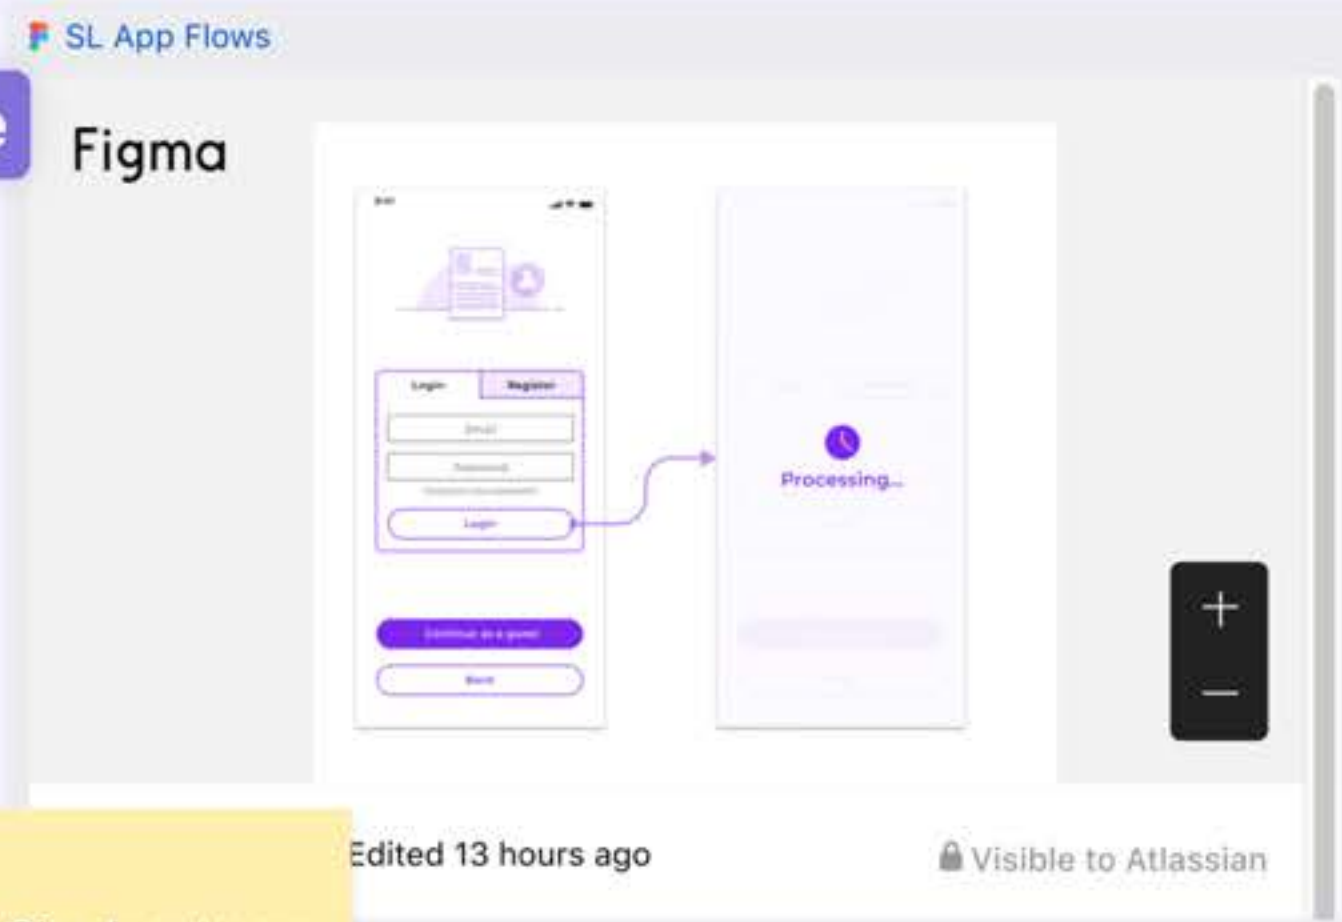 SL App Flows
Figma
Login
Register
Email
Password
Login
Processing...
Continue as a guest
Back
Edited 13 hours ago
Visible to Atlassian